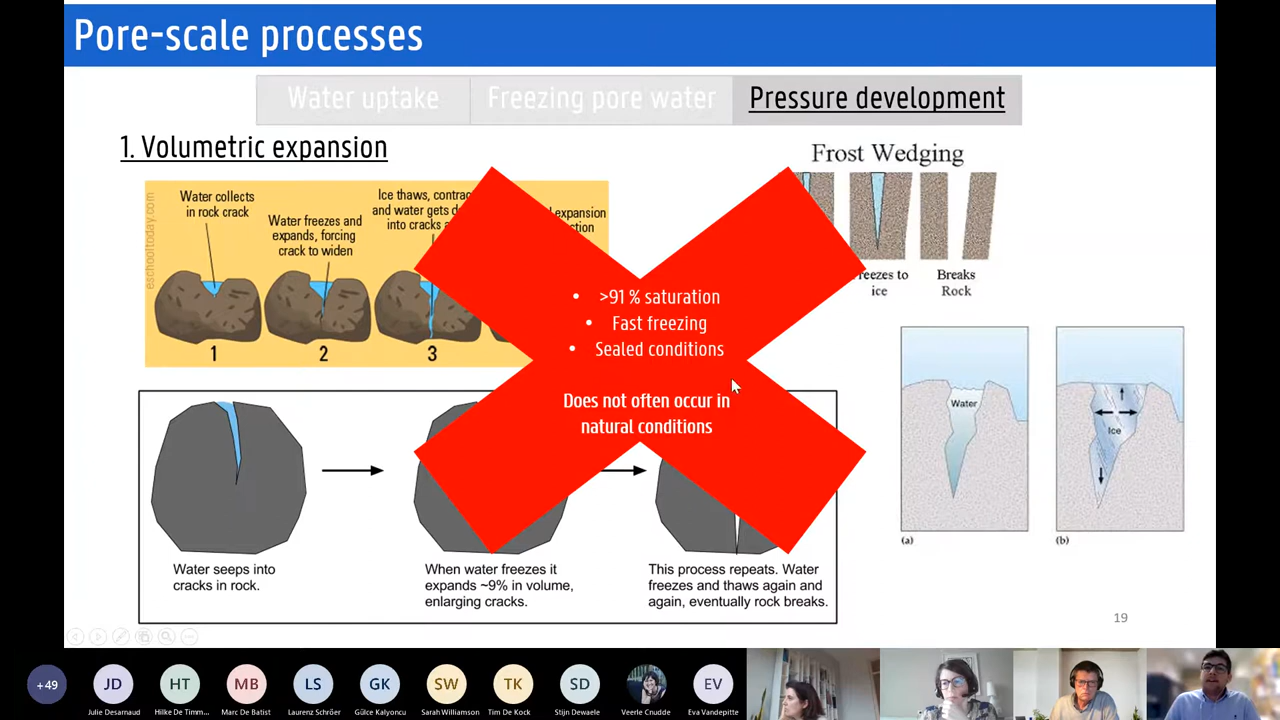 Pore-scale processes
Water uptake
Freezing pore water
Pressure development
1. Volumetric expansion
Frost Wedging
eschooltoday.com
Water collects
in rock crack
Water freezes and
expands, forcing
crack to widen
Ice thaws,
and water gets
into cracks
expansion
1
2
3
ice
Breaks
Rock
• >91 % saturation
• Fast freezing
• Sealed conditions
Does not often occur in
natural conditions
Water
Ice
(a)
(b)
Water seeps into
cracks in rock.
When water freezes it
expands ~9% in volume,
enlarging cracks.
This process repeats. Water
freezes and thaws again and
again, eventually rock breaks.
19
+49
JD
HT
MB
LS
GK
SW
TK
SD
EV
Julie Desarnaud
Hilke De Timm...
Marc De Batist
Laurenz Schröer
Gülce Kalyoncu
Sarah Williamson
Tim De Kock
Stijn Dewaele
Veerle Cnudde
Eva Vandepitte